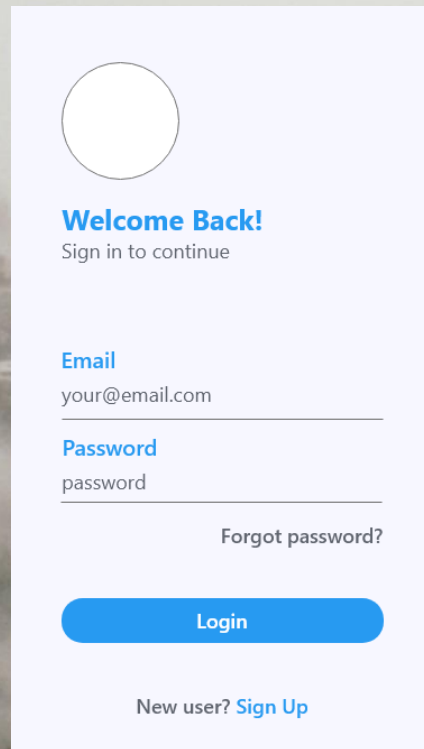 Welcome Back!
Sign in to continue
Email
your@email.com
Password
password
Forgot password?
Login
New user? Sign Up